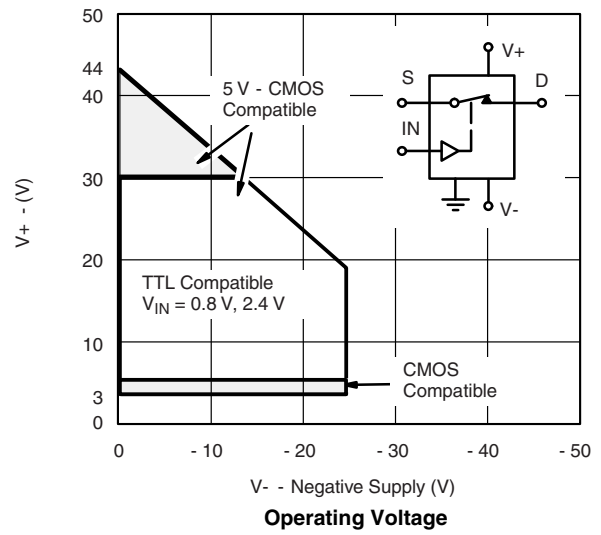 50
44
40
30
20
10
3
0
V+ - (V)
5 V - CMOS
Compatible
V+
S
D
IN
V-
TTL Compatible
VIN = 0.8 V, 2.4 V
CMOS
Compatible
0
- 10
- 20
- 30
- 40
- 50
V- - Negative Supply (V)
Operating Voltage